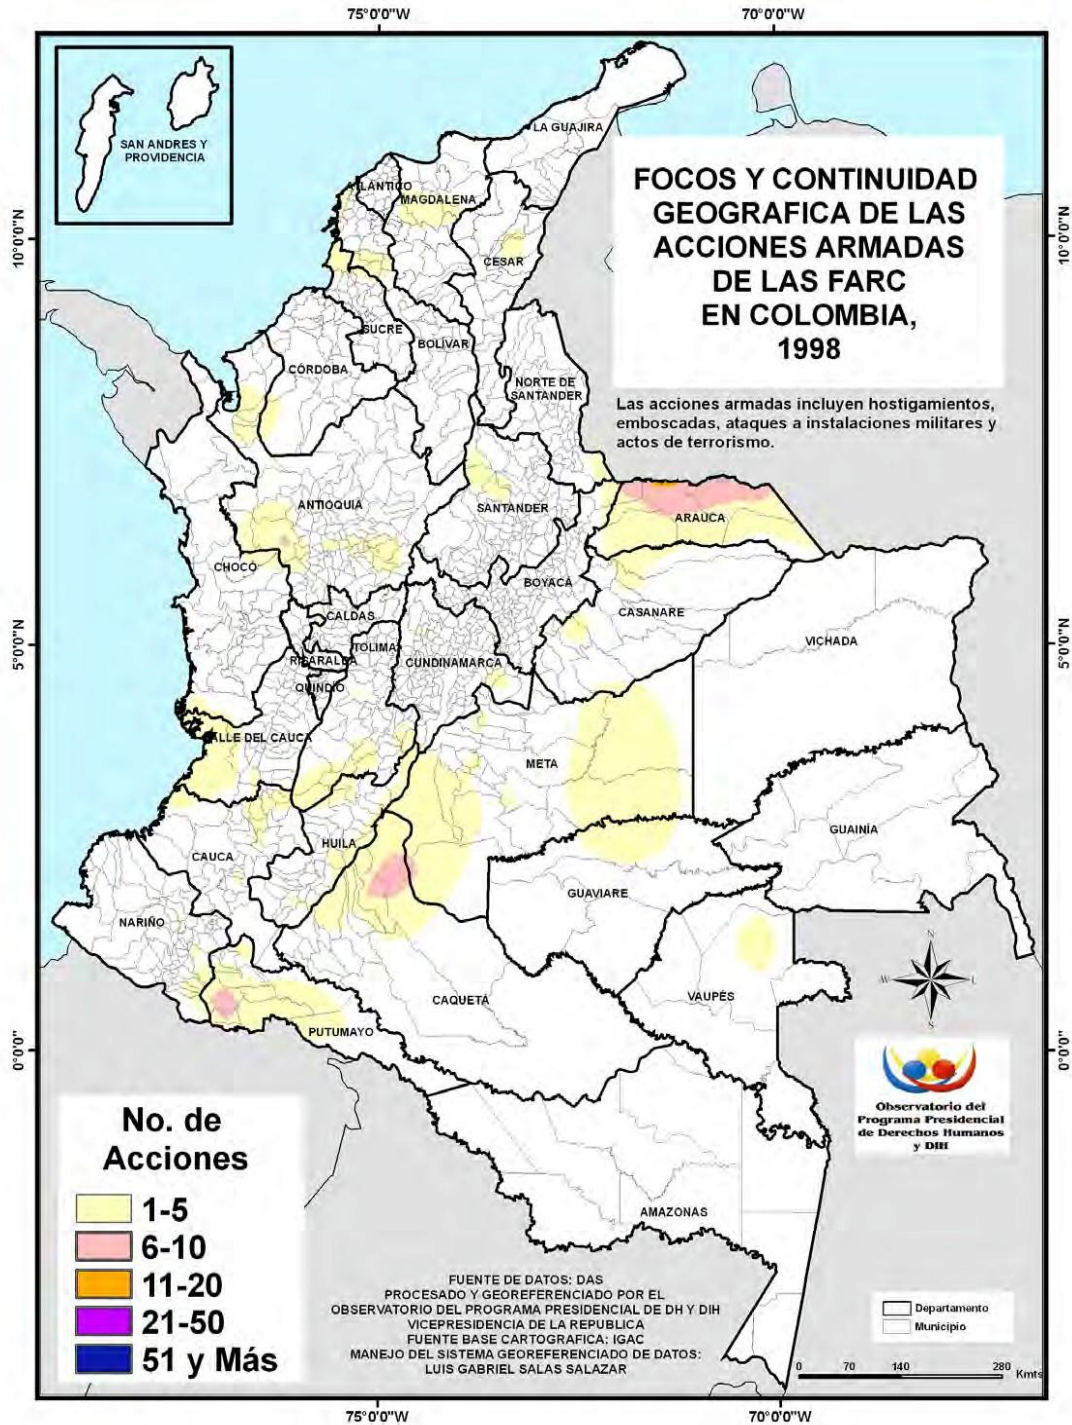 75°0'0"W
70°0'0"W
SAN ANDRES Y
PROVIDENCIA
LA GUAJIRA
FOCOS Y CONTINUIDAD
GEOGRAFICA DE LAS
ACCIONES ARMADAS
DE LAS FARC
EN COLOMBIA,
1998
ATLÁNTICO
MAGDALENA
10°0'0"N
10°0'0"N
CESAR
SUCRE
BOLÍVAR
CÓRDOBA
NORTE DE
SANTANDER
Las acciones armadas incluyen hostigamientos,
emboscadas, ataques a instalaciones militares y
actos de terrorismo.
ANTIOQUIA
SANTANDER
ARAUCA
CHOCÓ
BOYACÁ
CASANARE
CALDAS
VICHADA
TOLIMA
5°0'0"N
5°0'0"N
RISARALDA
CUNDINAMARCA
QUINDIO
VALLE DEL CAUCA
META
GUAINÍA
HUILA
CAUCA
GUAVIARE
NARIÑO
N
W
L
S
VAUPÉS
CAQUETÁ
PUTUMAYO
0°0'0"
0°0'0"
Observatorio del
Programa Presidencial
de Derechos Humanos
y DIH
No. de
Acciones
1-5
6-10
11-20
21-50
51 y Más
AMAZONAS
FUENTE DE DATOS: DAS
PROCESADO Y GEOREFERENCIADO POR EL
OBSERVATORIO DEL PROGRAMA PRESIDENCIAL DE DH Y DIH
VICEPRESIDENCIA DE LA REPUBLICA
FUENTE BASE CARTOGRAFICA: IGAC
MANEJO DEL SISTEMA GEOREFERENCIADO DE DATOS:
LUIS GABRIEL SALAS SALAZAR
Departamento
Municipio
0 70 140 280
Kmts
75°0'0"W
70°0'0"W